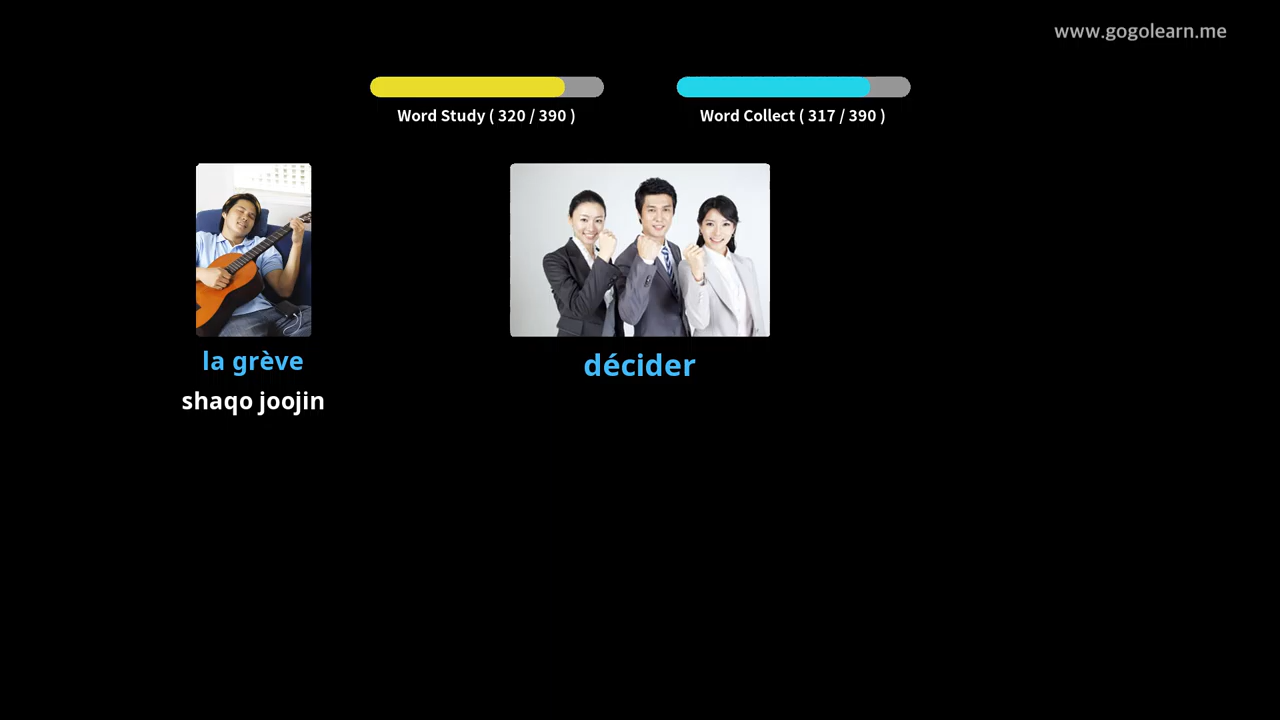 www.gogolearn.me
Word Study ( 320 / 390 )
Word Collect ( 317 / 390 )
la grève
shaqo joojin
décider